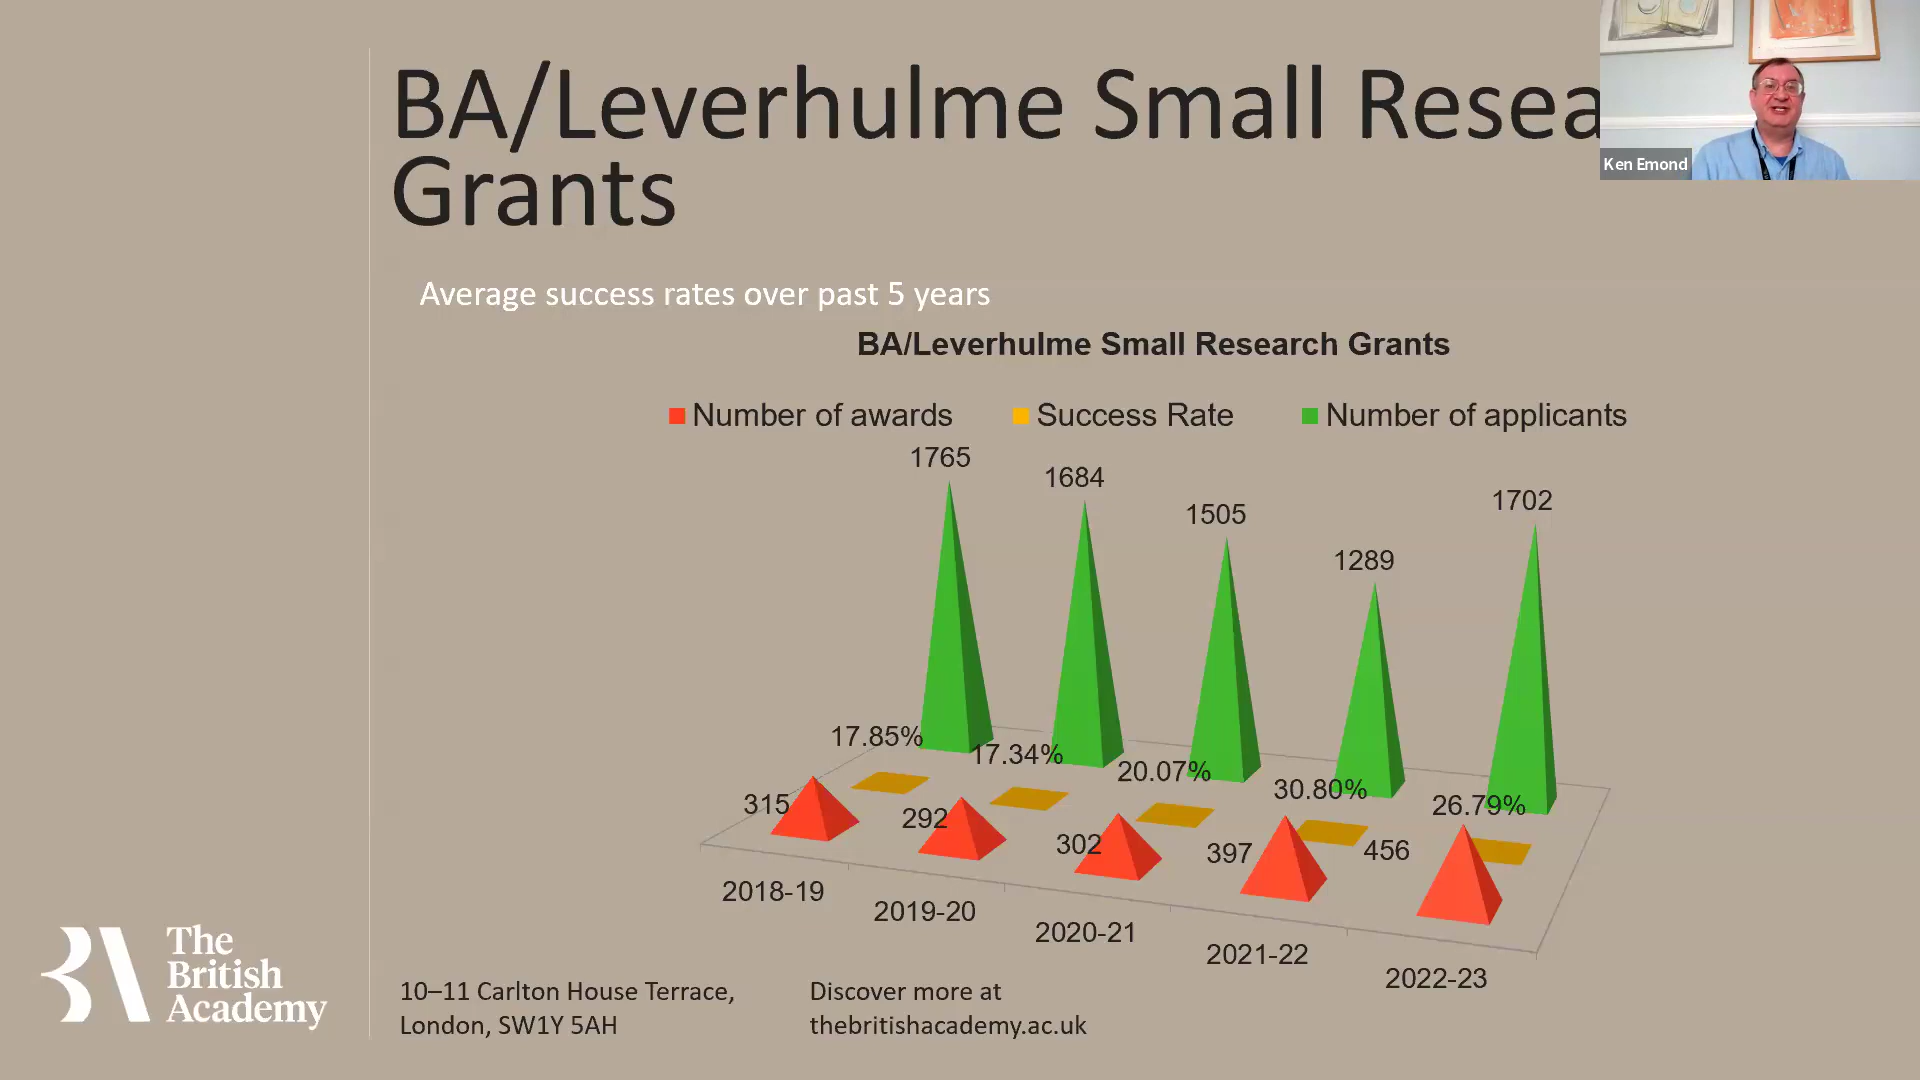 BA/Leverhulme Small Resea
Grants
Ken Emond
Average success rates over past 5 years
BA/Leverhulme Small Research Grants
Number of awards
Success Rate
Number of applicants
1765
1684
1505
1289
1702
17.85%
17.34%
20.07%
30.80%
26.79%
315
292
302
397
456
2018-19
2019-20
2020-21
2021-22
2022-23
The
British
Academy
10–11 Carlton House Terrace,
London, SW1Y 5AH
Discover more at
thebritishacademy.ac.uk